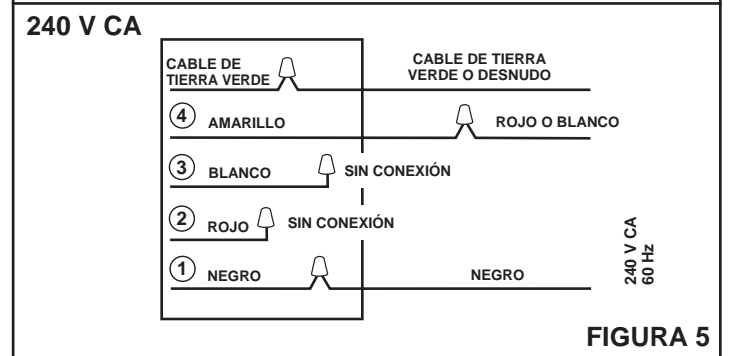 240 V CA
CABLE DE
TIERRA VERDE
CABLE DE TIERRA
VERDE O DESNUDO
4 AMARILLO
ROJO O BLANCO
3 BLANCO
SIN CONEXIÓN
2 ROJO
SIN CONEXIÓN
1 NEGRO
NEGRO
240 V CA
60 Hz
FIGURA 5